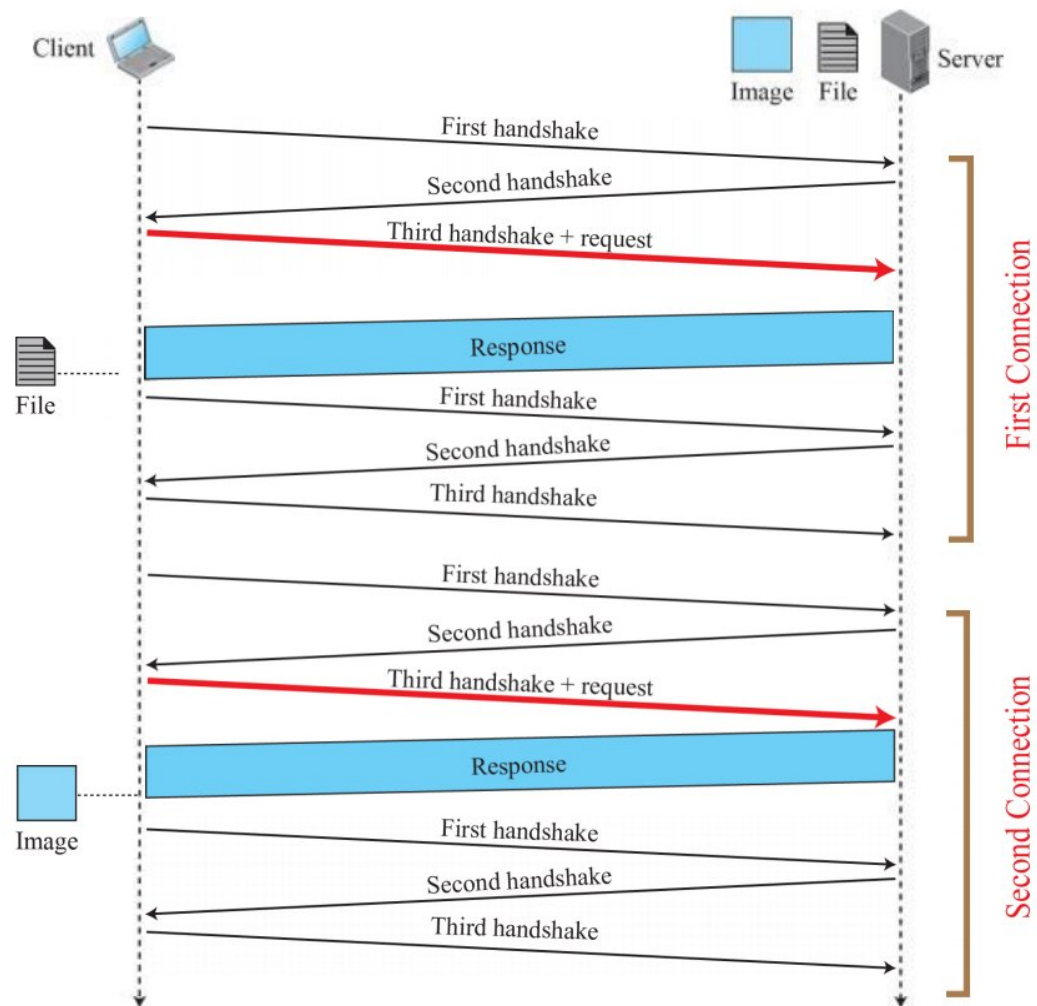 Client
Server
Image
File
First handshake
Second handshake
Third handshake + request
Response
File
First handshake
Second handshake
Third handshake
First Connection
First handshake
Second handshake
Third handshake + request
Response
Image
First handshake
Second handshake
Third handshake
Second Connection